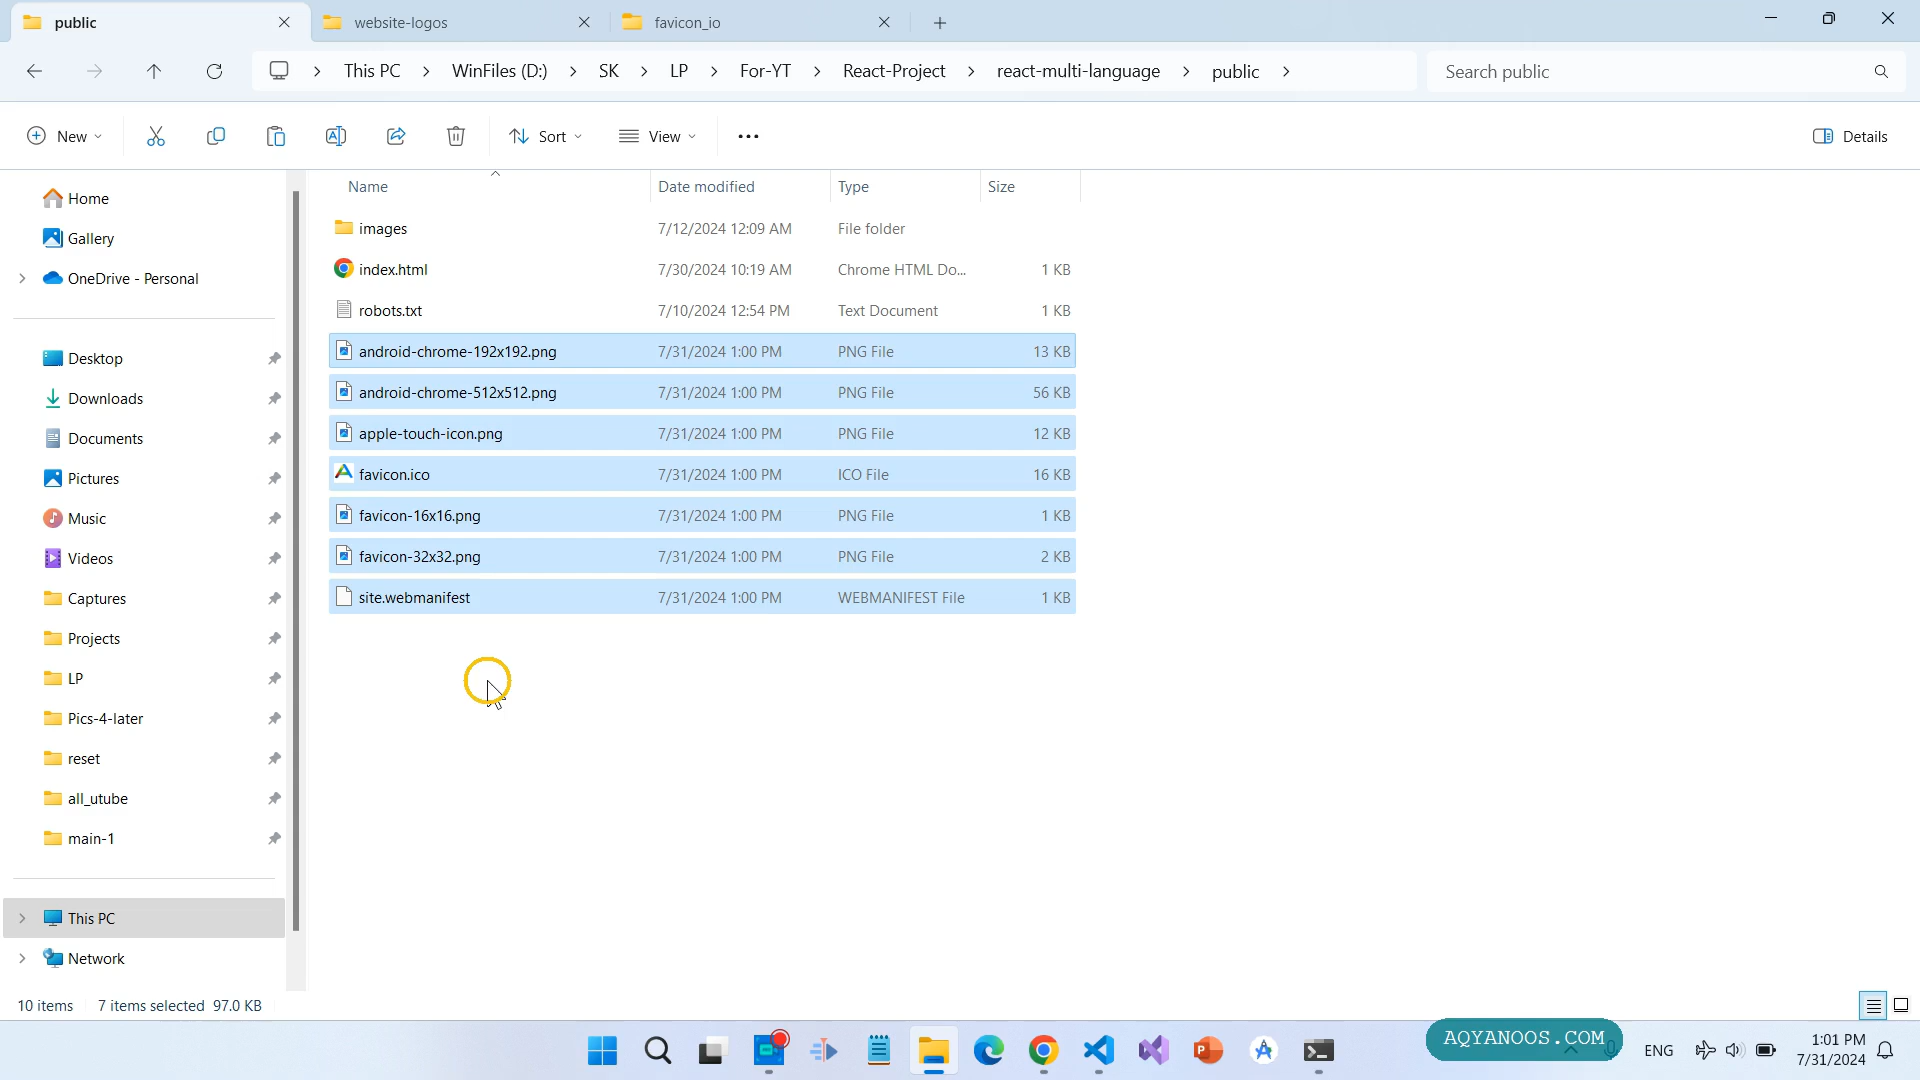 public
website-logos
favicon_io
This PC
WinFiles (D:)
SK
LP
For-YT
React-Project
react-multi-language
public
Search public
New
Sort
View
Details
Name
Date modified
Type
Size
Home
Gallery
OneDrive - Personal
Desktop
Downloads
Documents
Pictures
Music
Videos
Captures
Projects
LP
Pics-4-later
reset
all_utube
main-1
This PC
Network
images 7/12/2024 12:09 AM File folder
index.html 7/30/2024 10:19 AM Chrome HTML Do... 1 KB
robots.txt 7/10/2024 12:54 PM Text Document 1 KB
android-chrome-192x192.png 7/31/2024 1:00 PM PNG File 13 KB
android-chrome-512x512.png 7/31/2024 1:00 PM PNG File 56 KB
apple-touch-icon.png 7/31/2024 1:00 PM PNG File 12 KB
favicon.ico 7/31/2024 1:00 PM ICO File 16 KB
favicon-16x16.png 7/31/2024 1:00 PM PNG File 1 KB
favicon-32x32.png 7/31/2024 1:00 PM PNG File 2 KB
site.webmanifest 7/31/2024 1:00 PM WEBMANIFEST File 1 KB
10 items 7 items selected 97.0 KB
AQYANOOS.COM
ENG
1:01 PM
7/31/2024